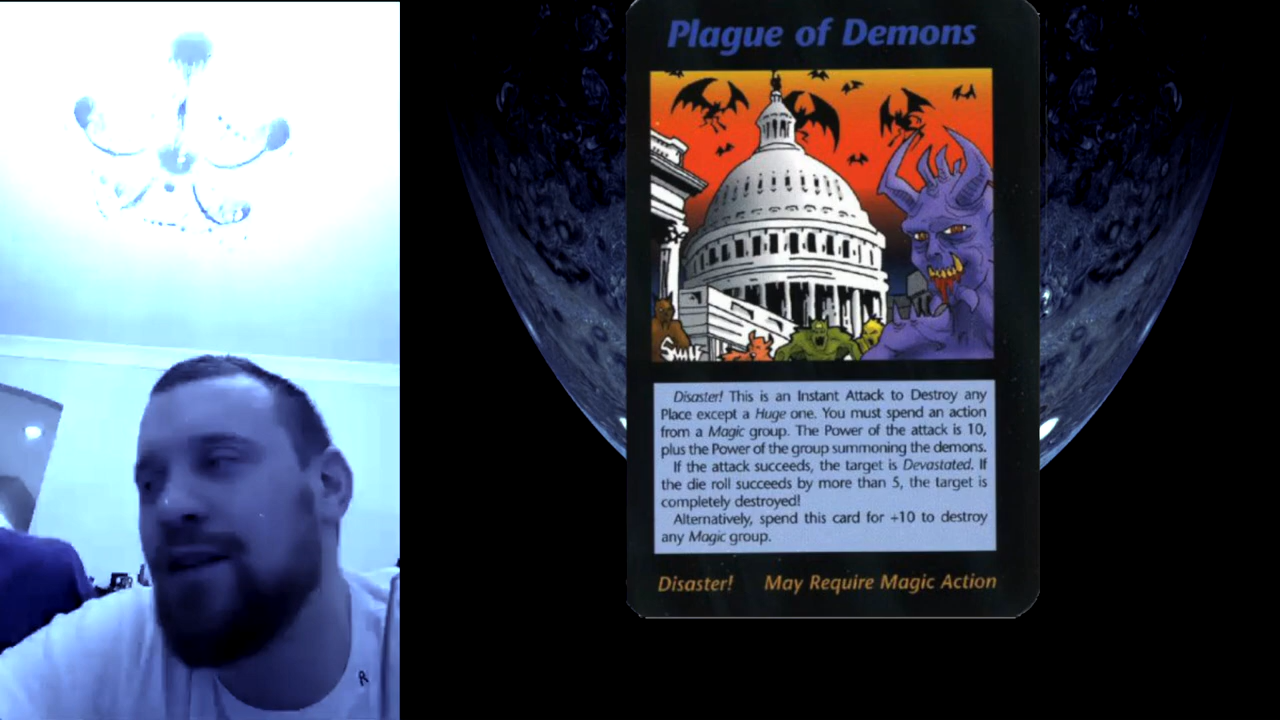 Plague of Demons
Swilf
Disaster! This is an Instant Attack to Destroy any
Place except a Huge one. You must spend an action
from a Magic group. The Power of the attack is 10,
plus the Power of the group summoning the demons.
If the attack succeeds, the target is Devastated. If
the die roll succeeds by more than 5, the target is
completely destroyed!
Alternatively, spend this card for +10 to destroy
any Magic group.
Disaster! May Require Magic Action
R